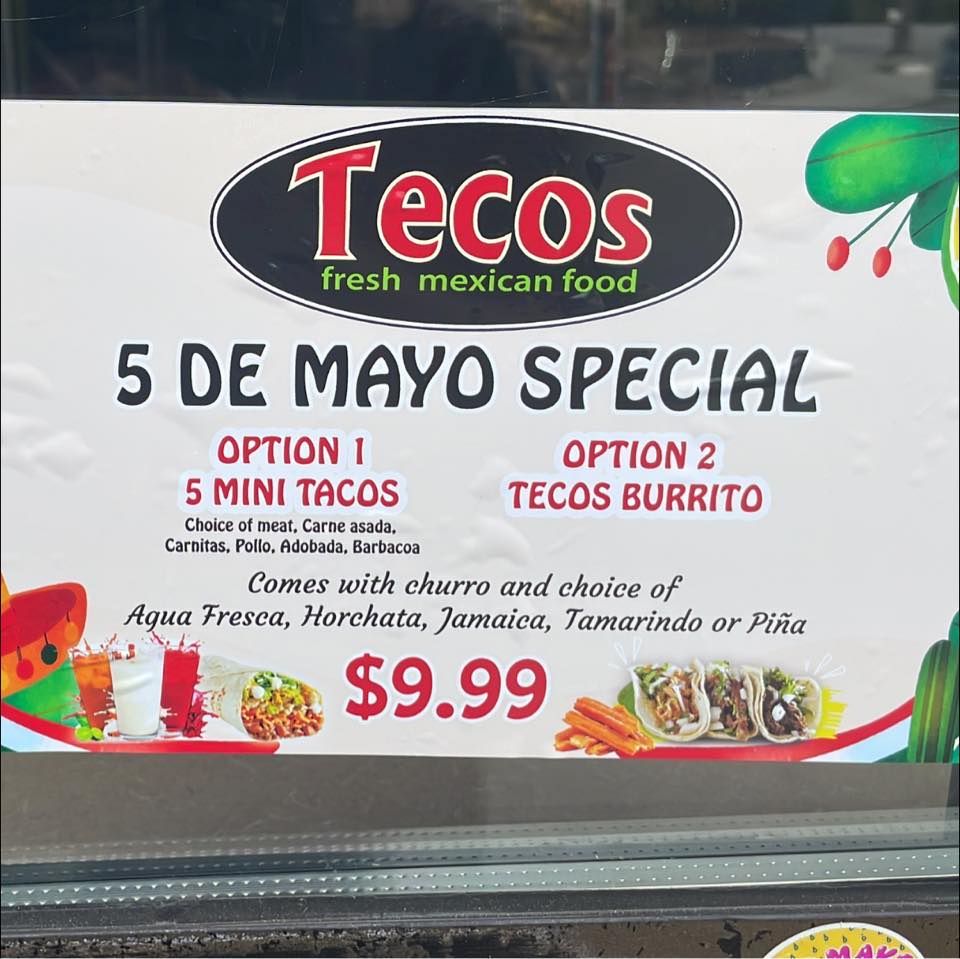 Tecos
fresh mexican food
5 DE MAYO SPECIAL
OPTION 1
5 MINI TACOS
Choice of meat, Carne asada,
Carnitas, Pollo, Adobada, Barbacoa
OPTION 2
TECOS BURRITO
Comes with churro and choice of
Agua Fresca, Horchata, Jamaica, Tamarindo or Piña
$9.99